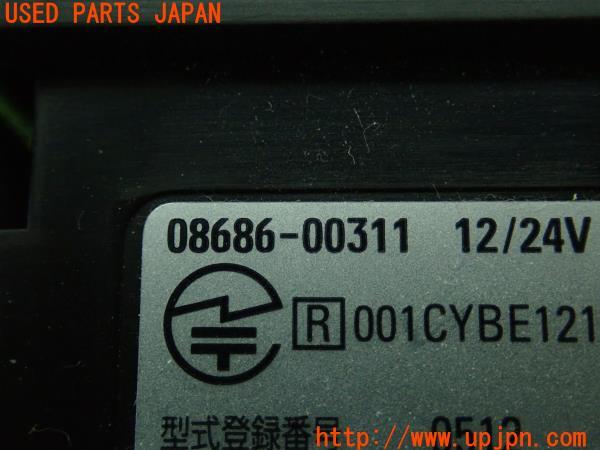 USED PARTS JAPAN
08686-00311 12/24V
R 001CYBE121
型式登録番号
http://www.upjpn.com